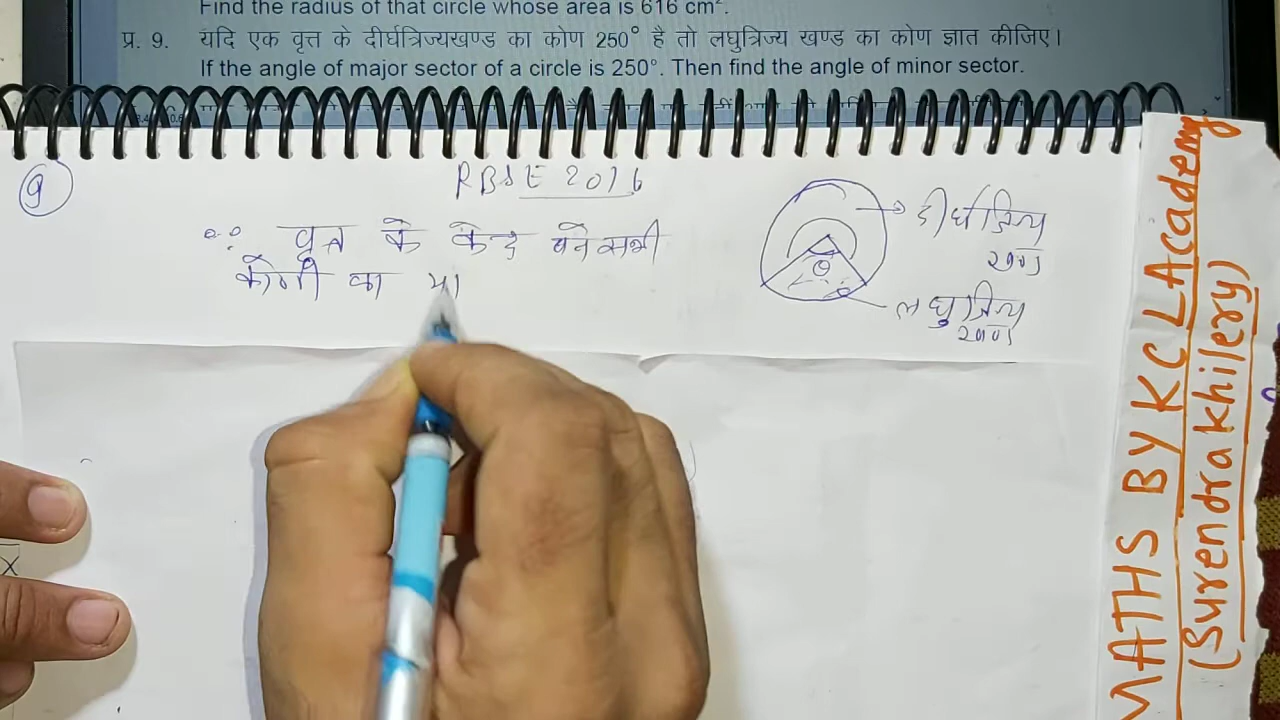 Find the radius of that circle whose area is 616 cm².
प्र. 9. यदि एक वृत्त के दीर्घत्रिज्यखण्ड का कोण 250° है तो लघुत्रिज्य खण्ड का कोण ज्ञात कीजिए।
If the angle of major sector of a circle is 250°. Then find the angle of minor sector.
9
RBSE 2016
∵ वृत्त के केन्द्र बने सभी
कोणों का मा
θ
दीर्घत्रिज्य
खण्ड
लघुत्रिज्य
खण्ड
MATHS BY KCL Academy
(Surendra khilery)
x